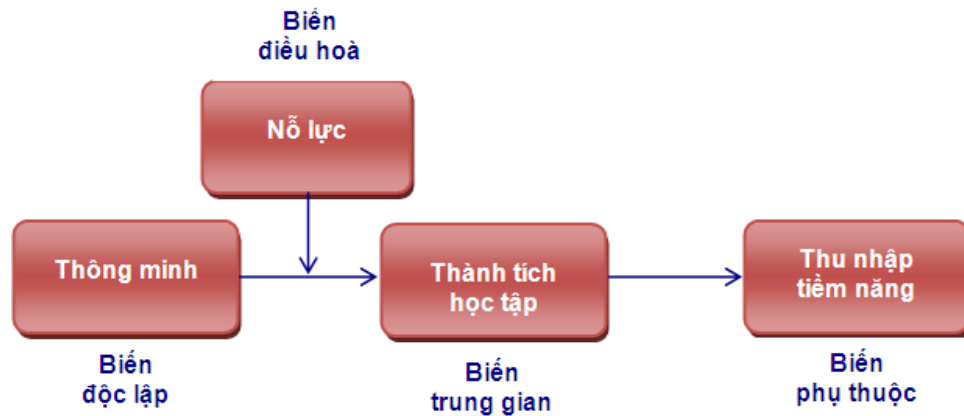 Biến
điều hoà
Nỗ lực
Thông minh
Thành tích
học tập
Thu nhập
tiềm năng
Biến
độc lập
Biến
trung gian
Biến
phụ thuộc